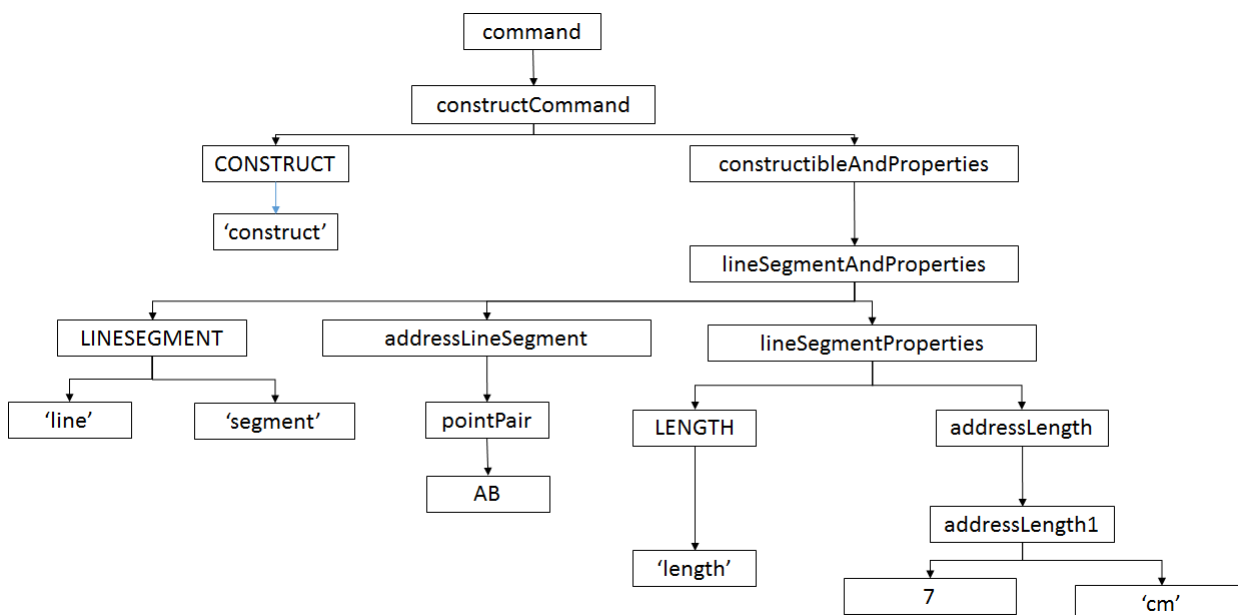 command
constructCommand
CONSTRUCT
constructibleAndProperties
‘construct’
lineSegmentAndProperties
LINESEGMENT
addressLineSegment
lineSegmentProperties
‘line’
‘segment’
pointPair
LENGTH
addressLength
AB
addressLength1
‘length’
7
‘cm’